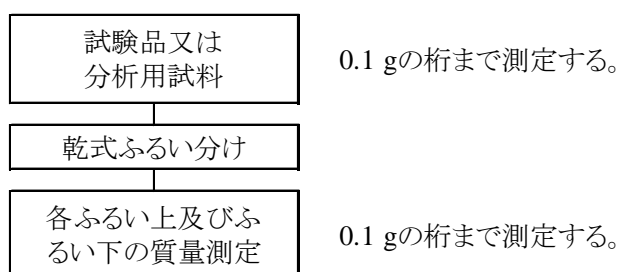 試験品又は
分析用試料
0.1 gの桁まで測定する。
乾式ふるい分け
各ふるい上及びふ
るい下の質量測定
0.1 gの桁まで測定する。